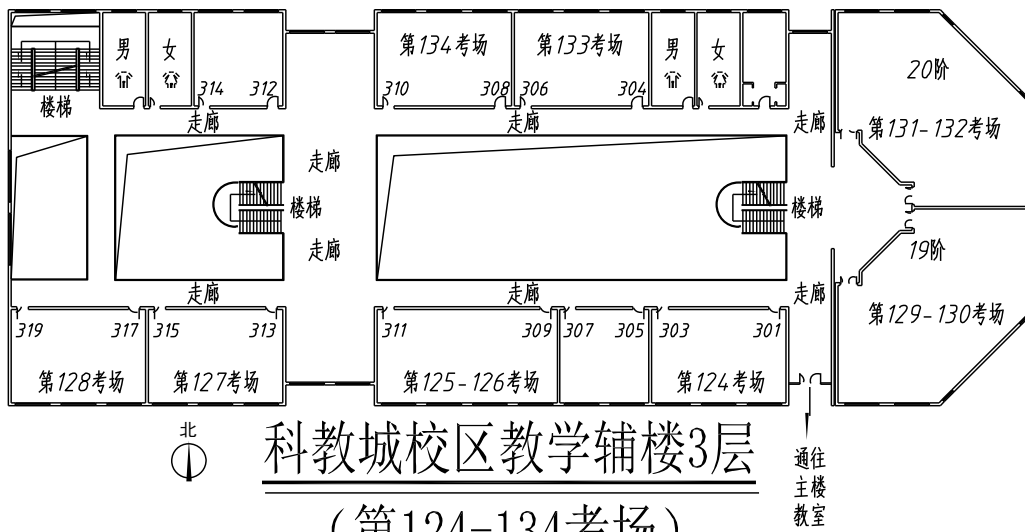 男
女
第134考场
第133考场
男
女
20阶
314
312
310
308
306
304
楼梯
走廊
走廊
走廊
第131-132考场
走廊
楼梯
楼梯
走廊
19阶
走廊
走廊
走廊
319
317
315
313
311
309
307
305
303
301
第129-130考场
第128考场
第127考场
第125-126考场
第124考场
北
科教城校区教学辅楼3层
通往
主楼
教室
(第124-134考场)